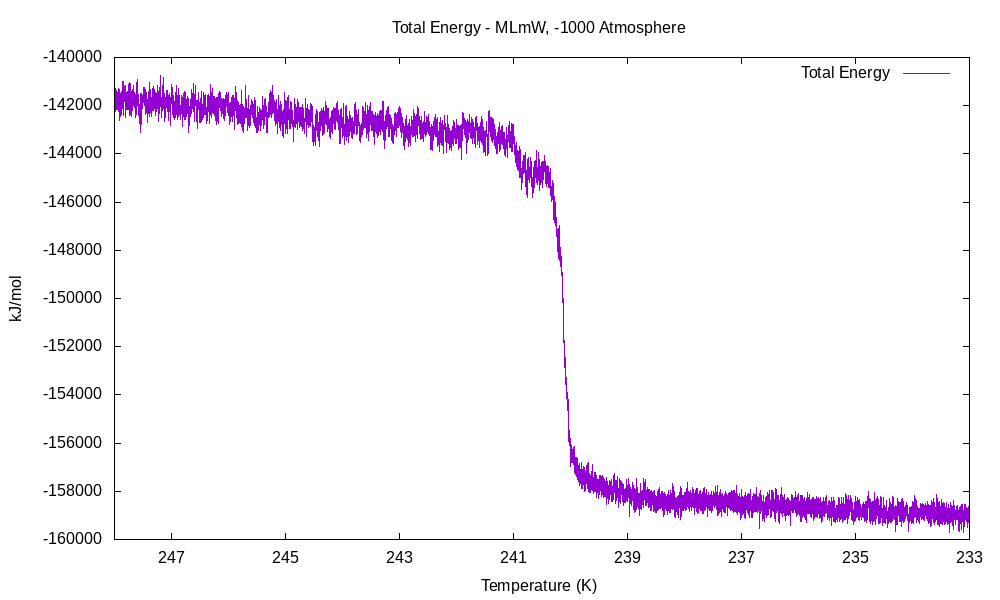 Total Energy - MLmW, -1000 Atmosphere
Total Energy
-140000
-142000
-144000
-146000
-148000
-150000
-152000
-154000
-156000
-158000
-160000
kJ/mol
247 245 243 241 239 237 235 233
Temperature (K)